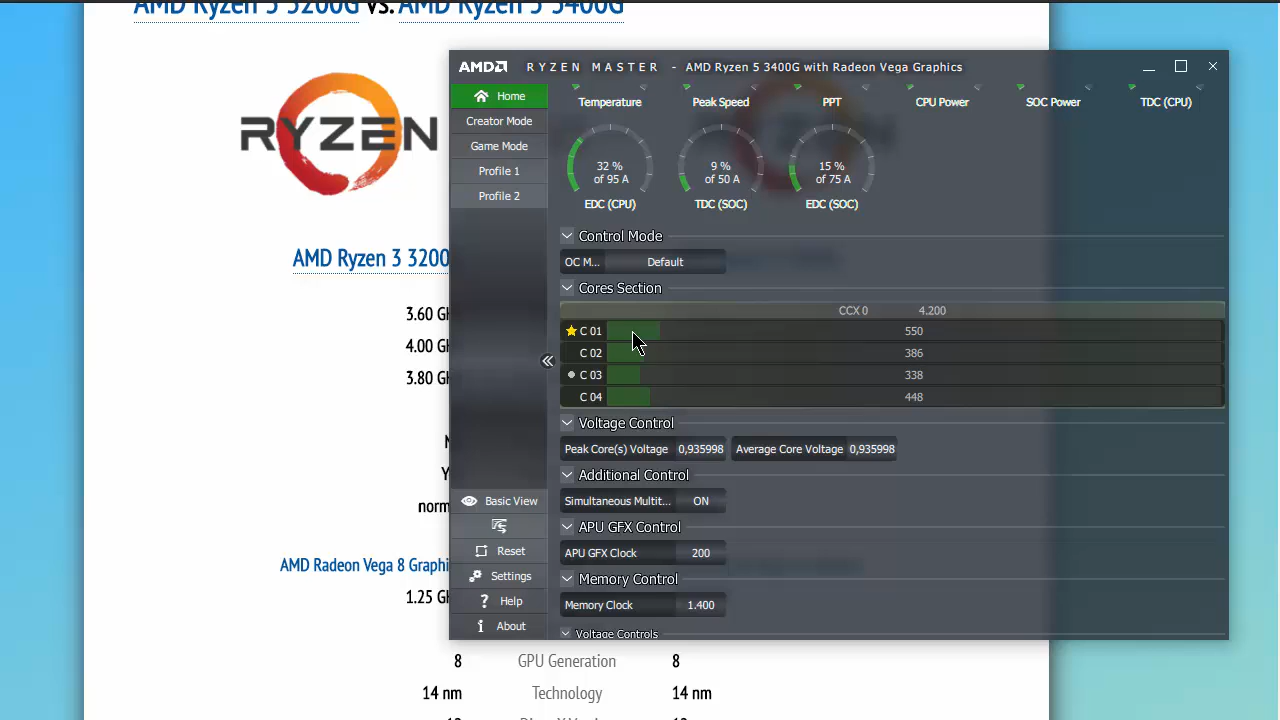 AMD Ryzen 3 3200G vs. AMD Ryzen 5 3400G
RYZEN
AMD Ryzen 3 3200
3.60 GH
4.00 GH
3.80 GH
N
Y
norm
AMD Radeon Vega 8 Graphi
1.25 GH
8 GPU Generation 8
14 nm Technology 14 nm
AMD RYZEN MASTER - AMD Ryzen 5 3400G with Radeon Vega Graphics
Home
Creator Mode
Game Mode
Profile 1
Profile 2
Basic View
Reset
Settings
Help
About
Temperature Peak Speed PPT CPU Power SOC Power TDC (CPU)
32 % 9 % 15 %
of 95 A of 50 A of 75 A
EDC (CPU) TDC (SOC) EDC (SOC)
Control Mode
OC M... Default
Cores Section
CCX 0 4.200
C 01 550
C 02 386
C 03 338
C 04 448
Voltage Control
Peak Core(s) Voltage 0,935998 Average Core Voltage 0,935998
Additional Control
Simultaneous Multit... ON
APU GFX Control
APU GFX Clock 200
Memory Control
Memory Clock 1.400
Voltage Controls